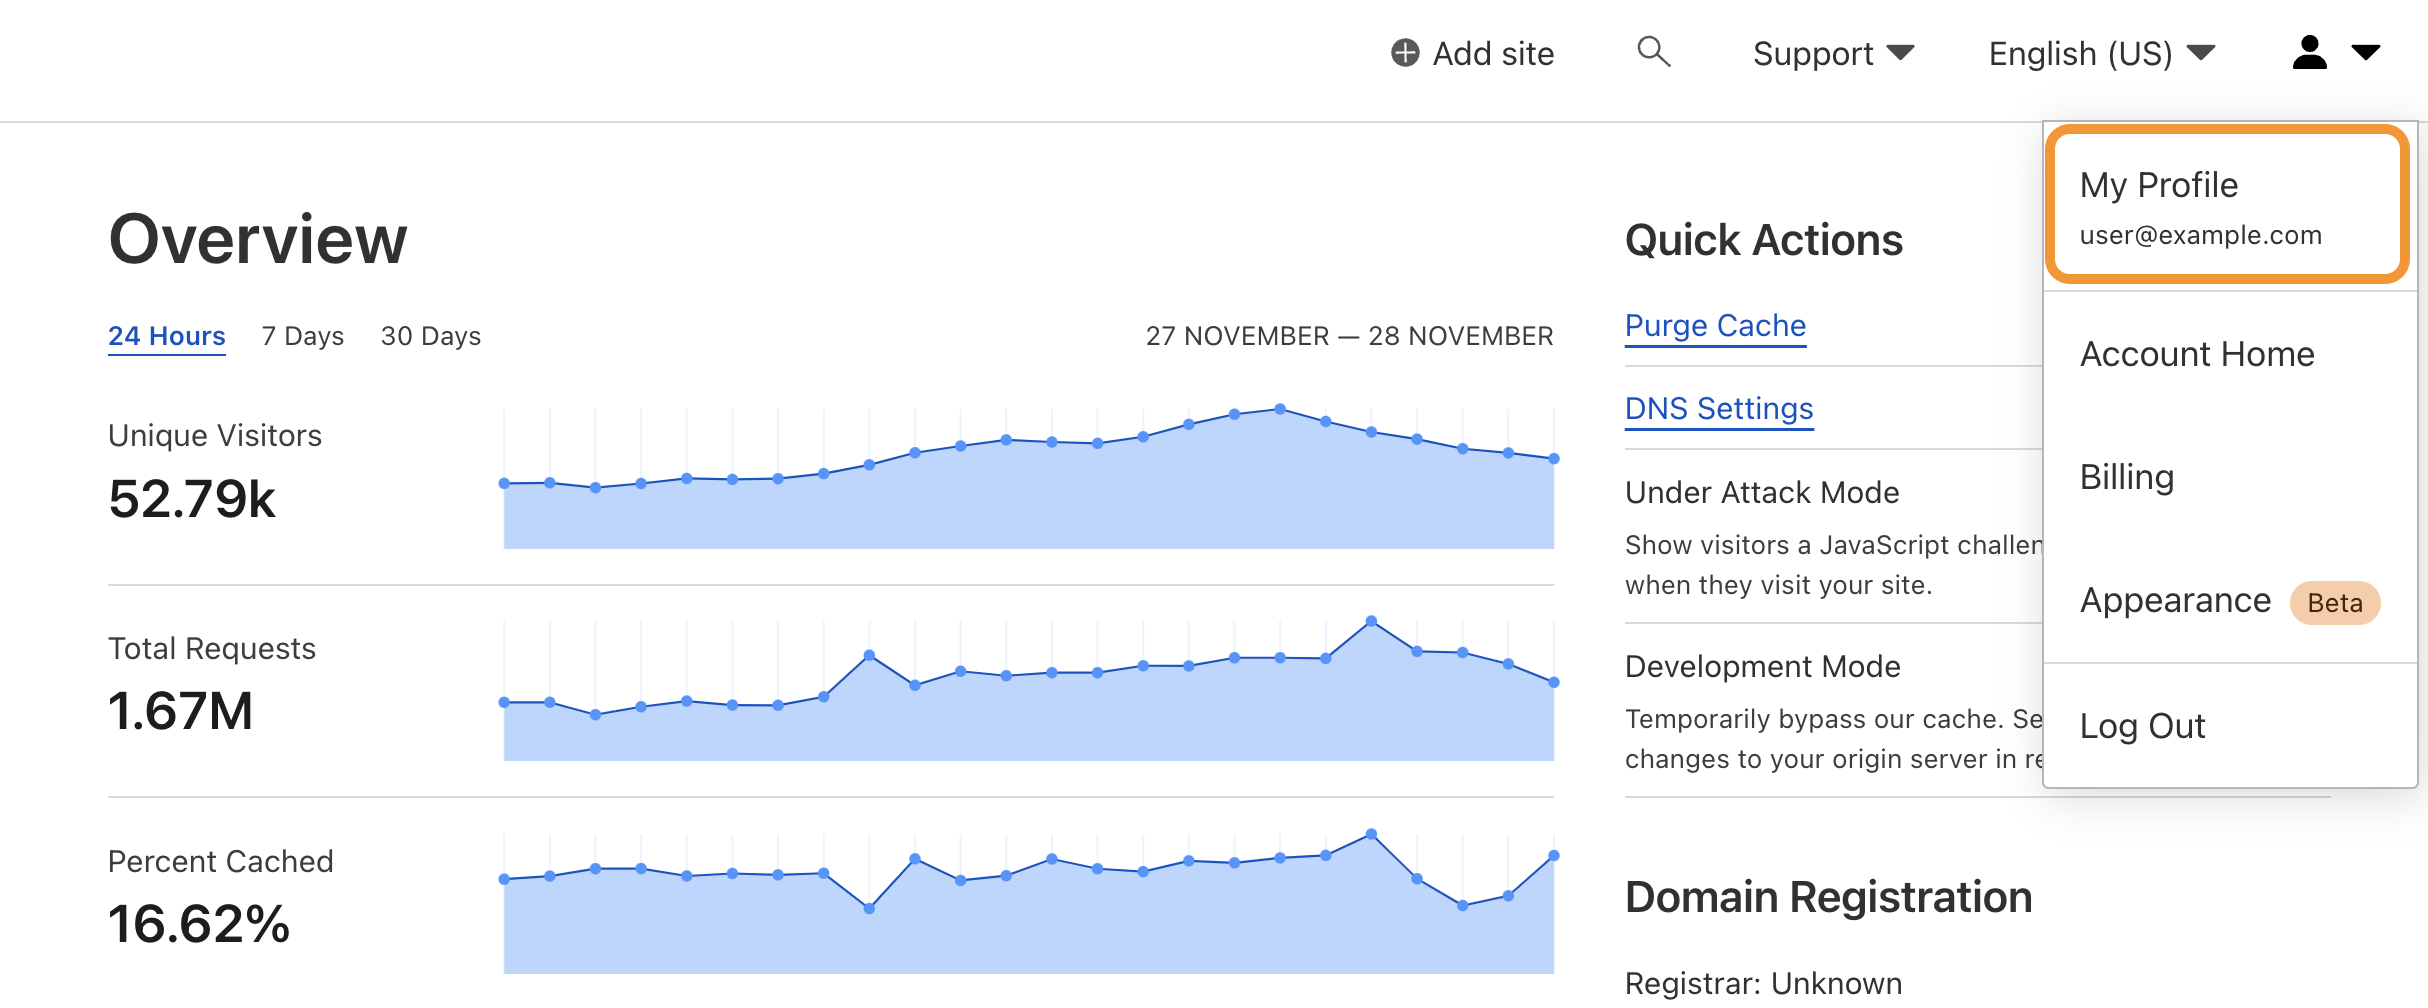 Add site
Support
English (US)
Overview
24 Hours
7 Days
30 Days
27 NOVEMBER — 28 NOVEMBER
Unique Visitors
52.79k
Total Requests
1.67M
Percent Cached
16.62%
Quick Actions
Purge Cache
DNS Settings
Under Attack Mode
Show visitors a JavaScript
when they visit your site.
Development Mode
Temporarily bypass our cache.
changes to your origin server in
Domain Registration
Registrar: Unknown
My Profile
user@example.com
Account Home
Billing
Appearance Beta
Log Out